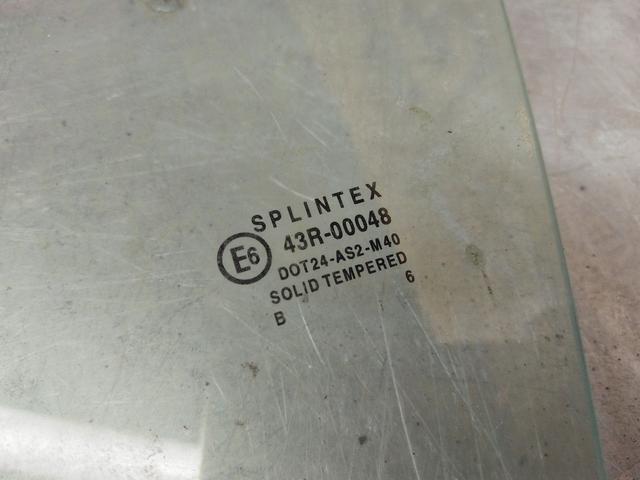 SPLINTEX
E6 43R-00048
DOT24-AS2-M40
SOLID TEMPERED
B 6